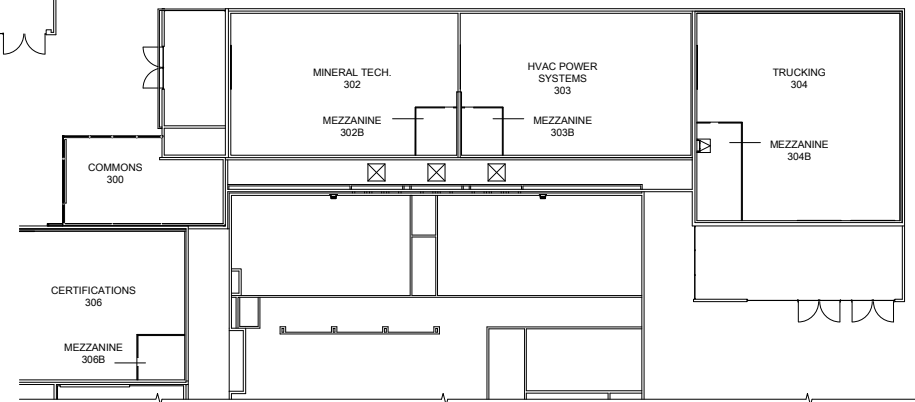 MINERAL TECH.
302
HVAC POWER
SYSTEMS
303
TRUCKING
304
MEZZANINE
302B
MEZZANINE
303B
MEZZANINE
304B
COMMONS
300
CERTIFICATIONS
306
MEZZANINE
306B